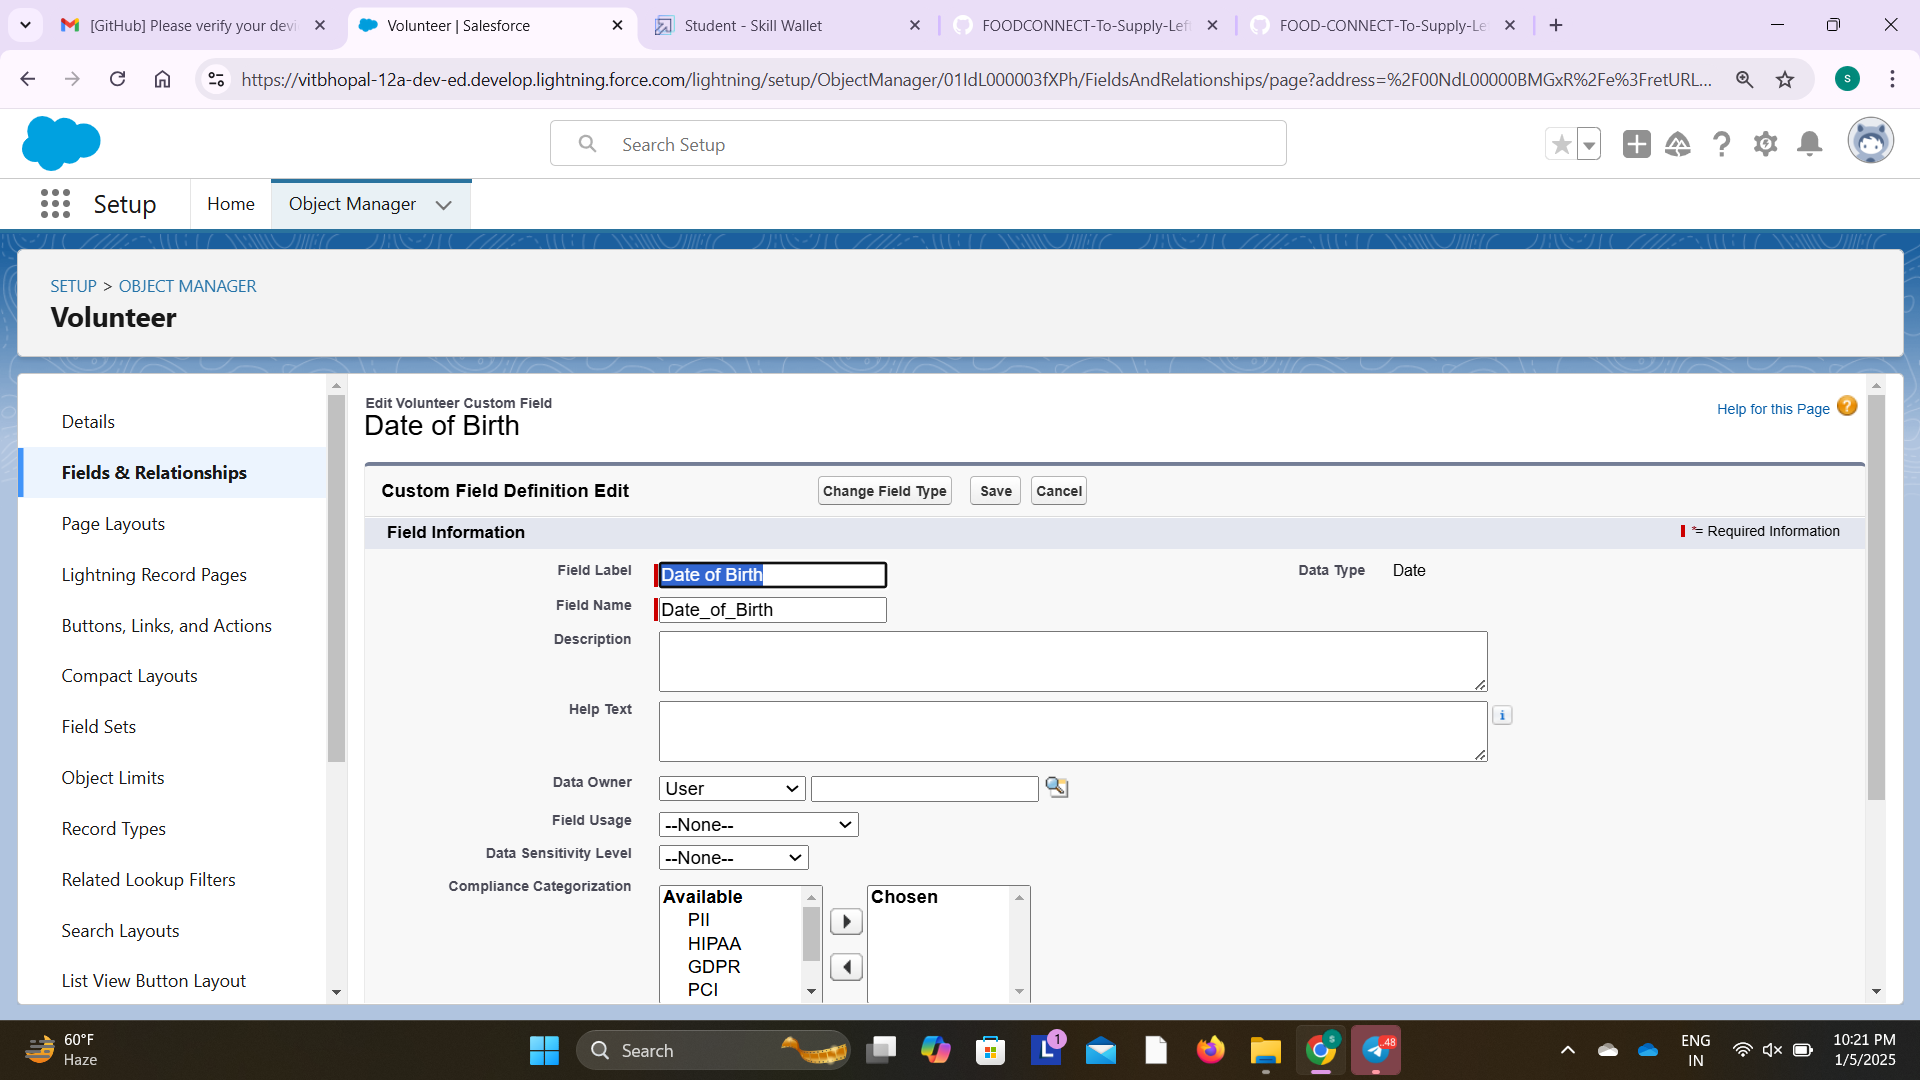 [GitHub] Please verify your devi
Volunteer | Salesforce
Student - Skill Wallet
FOODCONNECT-To-Supply-Left
FOOD-CONNECT-To-Supply-Le
https://vitbhopal-12a-dev-ed.develop.lightning.force.com/lightning/setup/ObjectManager/01IdL000003fXPh/FieldsAndRelationships/page?address=%2F00NdL00000BMGxR%2Fe%3FretURL...
S
Search Setup
Setup
Home
Object Manager
SETUP > OBJECT MANAGER
Volunteer
Details
Fields & Relationships
Page Layouts
Lightning Record Pages
Buttons, Links, and Actions
Compact Layouts
Field Sets
Object Limits
Record Types
Related Lookup Filters
Search Layouts
List View Button Layout
Edit Volunteer Custom Field
Date of Birth
Help for this Page
Custom Field Definition Edit
Change Field Type
Save
Cancel
Field Information
*= Required Information
Field Label
Date of Birth
Data Type
Date
Field Name
Date_of_Birth
Description
Help Text
Data Owner
User
Field Usage
--None--
Data Sensitivity Level
--None--
Compliance Categorization
Available
PII
HIPAA
GDPR
PCI
Chosen
60°F
Haze
Search
L
1
S
.48
ENG
IN
10:21 PM
1/5/2025